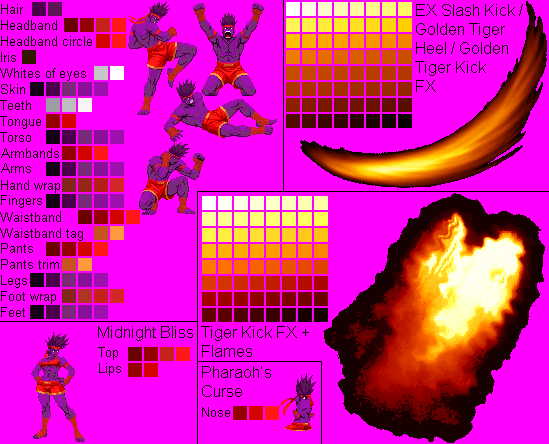 Hair
Headband
Headband circle
Iris
Whites of eyes
Skin
Teeth
Tongue
Torso
Armbands
Arms
Hand wrap
Fingers
Waistband
Waistband tag
Pants
Pants trim
Legs
Foot wrap
Feet
EX Slash Kick /
Golden Tiger
Heel / Golden
Tiger Kick
FX
Midnight Bliss
Top
Lips
Tiger Kick FX +
Flames
Pharaoh's
Curse
Nose